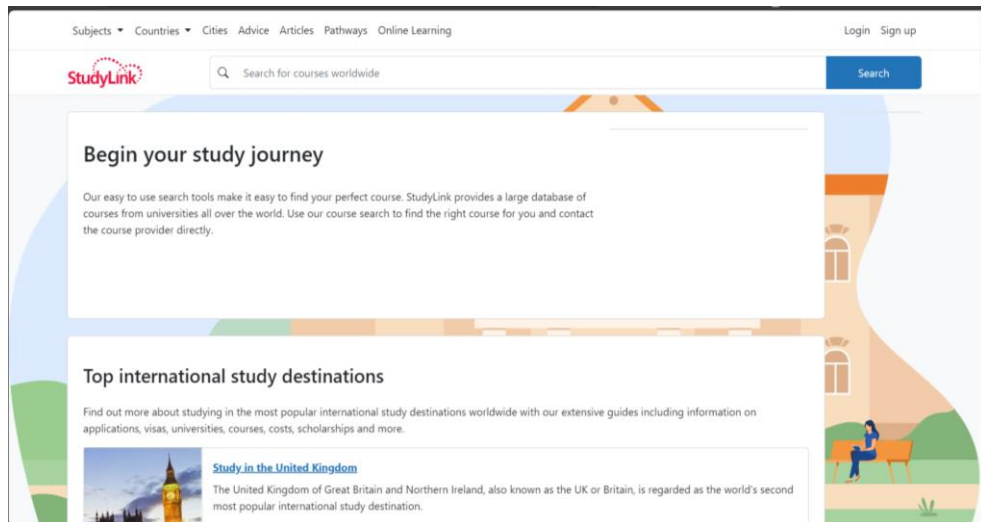 Subjects Countries Cities Advice Articles Pathways Online Learning Login Sign up
StudyLink Search for courses worldwide Search
Begin your study journey
Our easy to use search tools make it easy to find your perfect course. StudyLink provides a large database of
courses from universities all over the world. Use our course search to find the right course for you and contact
the course provider directly.
Top international study destinations
Find out more about studying in the most popular international study destinations worldwide with our extensive guides including information on
applications, visas, universities, courses, costs, scholarships and more.
Study in the United Kingdom
The United Kingdom of Great Britain and Northern Ireland, also known as the UK or Britain, is regarded as the world's second
most popular international study destination.